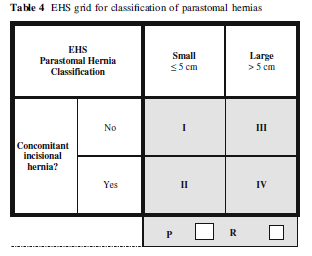 Table 4 EHS grid for classification of parastomal hernias
EHS
Parastomal Hernia
Classification
Small
≤ 5 cm
Large
> 5 cm
Concomitant
incisional
hernia?
No
I
III
Yes
II
IV
P
R